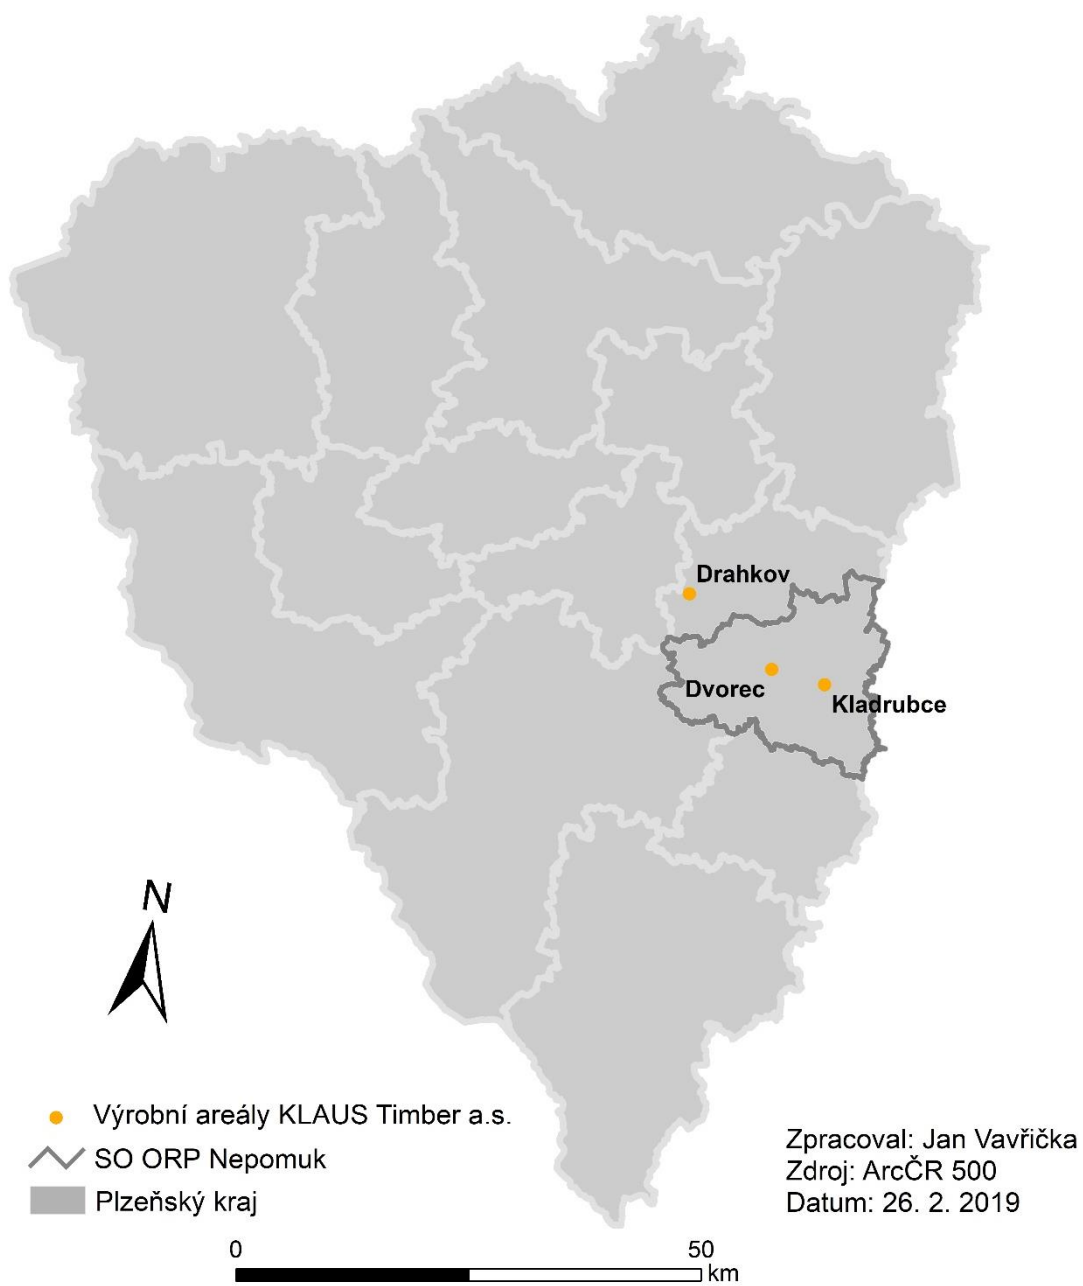 Drahkov
Dvorec
Kladrubce
N
Výrobní areály KLAUS Timber a.s.
SO ORP Nepomuk
Plzeňský kraj
Zpracoval: Jan Vavřička
Zdroj: ArcČR 500
Datum: 26. 2. 2019
0 50
km